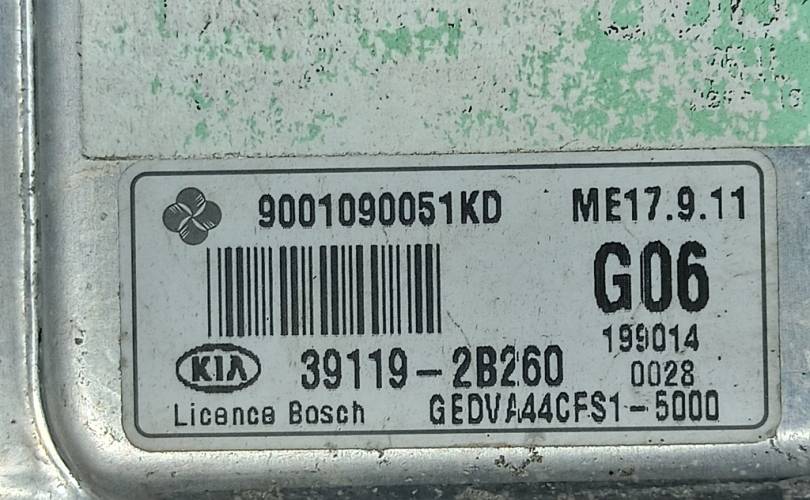 9001090051KD ME17.9.11
G06
199014
KIA 39119-2B260 0028
Licence Bosch GEDVA44CFS1-5000